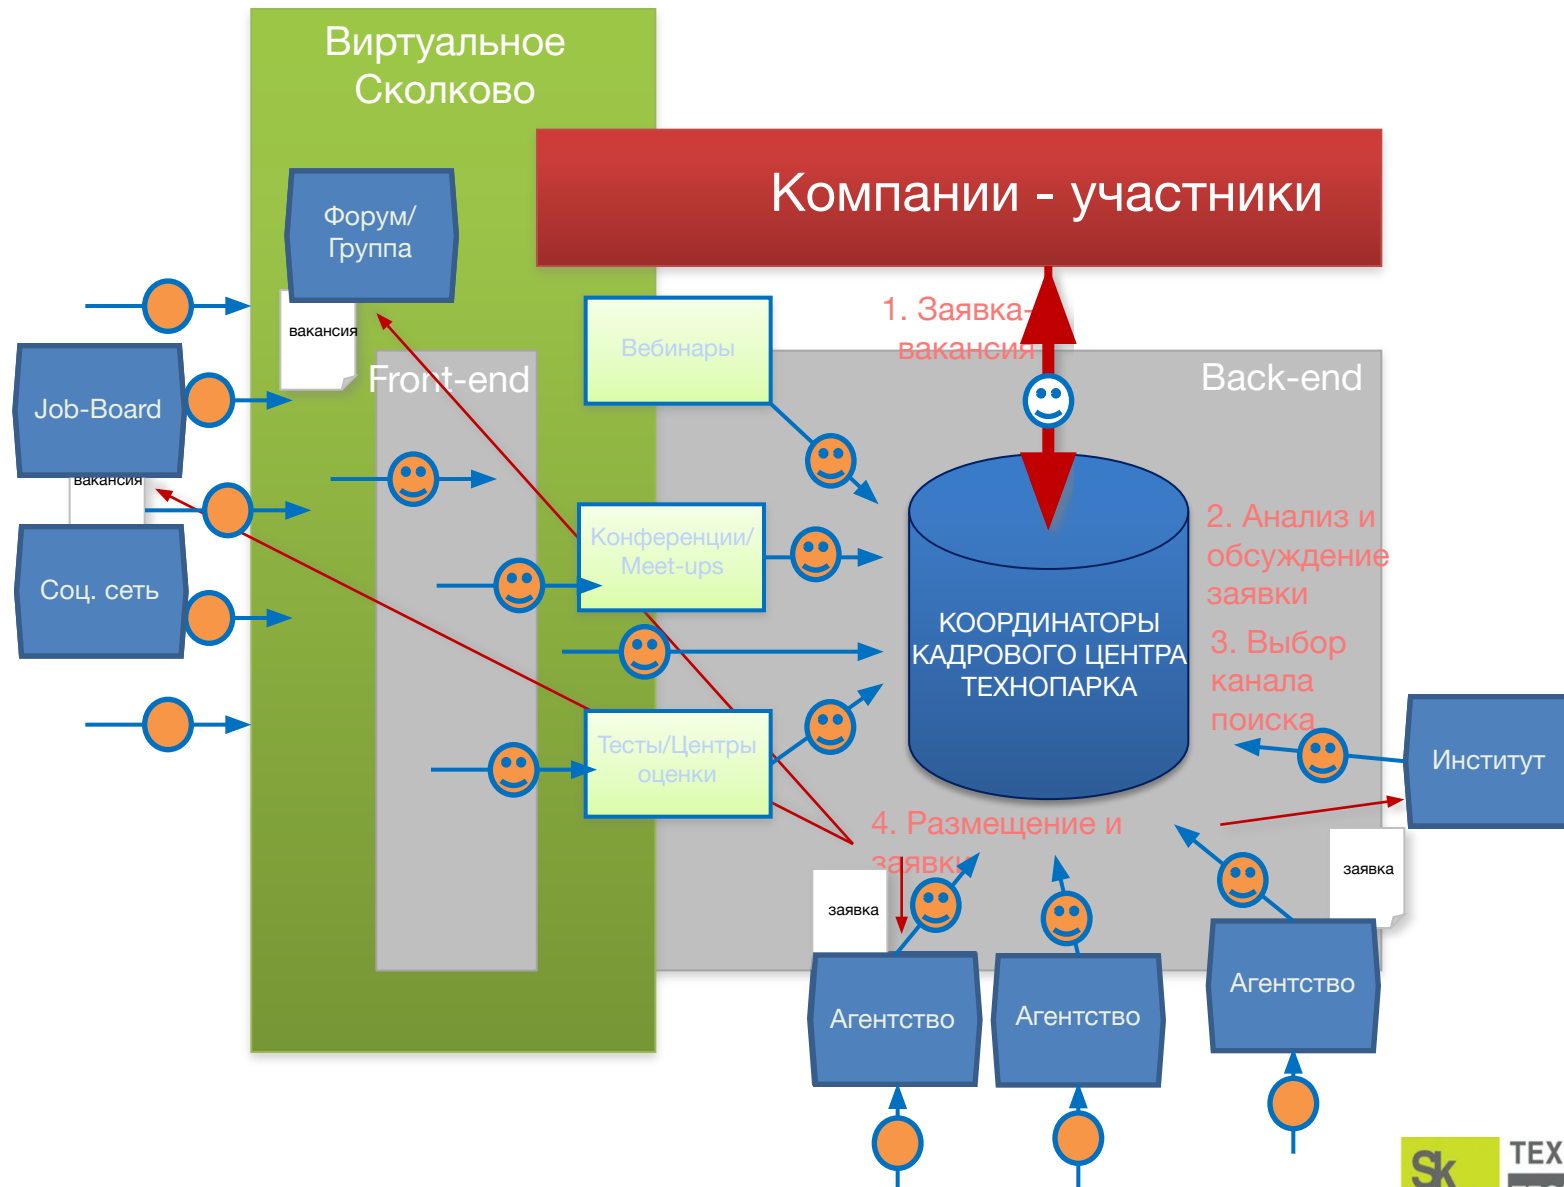 Виртуальное
Сколково
Компании - участники
Форум/
Группа
вакансия
1. Заявка-
вакансия
Вебинары
Front-end
Back-end
Job-Board
вакансия
Соц. сеть
Конференции/
Meet-ups
2. Анализ и
обсуждение
заявки
КООРДИНАТОРЫ
КАДРОВОГО ЦЕНТРА
ТЕХНОПАРКА
3. Выбор
канала
поиска
Тесты/Центры
оценки
Институт
4. Размещение и
заявки
заявка
заявка
Агентство
Агентство
Агентство
Sk
ТЕХ